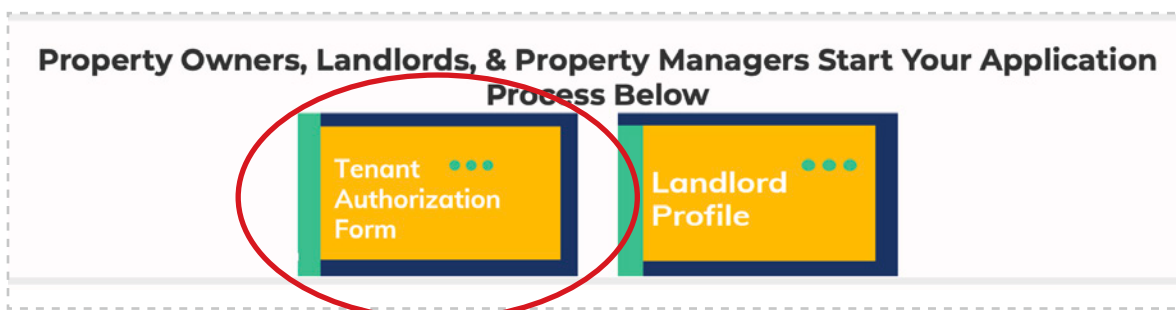 Property Owners, Landlords, & Property Managers Start Your Application
Process Below
Tenant
Authorization
Form
Landlord
Profile